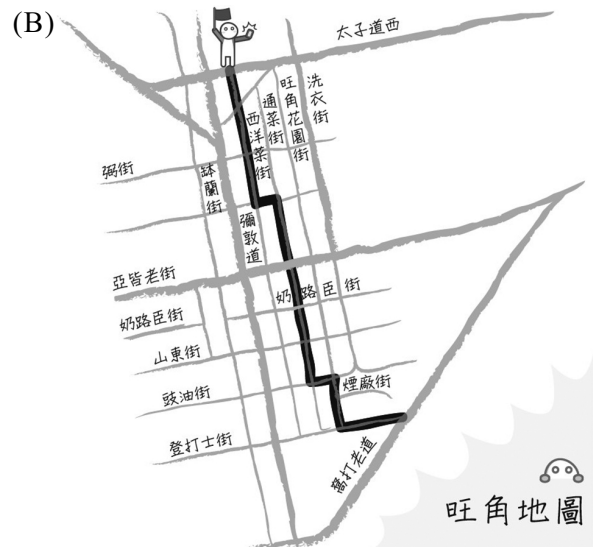 (B)
太子道西
洗衣街
旺角花園街
通菜街
西洋菜街
弼街
砵蘭街
彌敦道
亞皆老街
奶路臣街
奶路臣街
山東街
豉油街
煙廠街
登打士街
窩打老道
旺角地圖